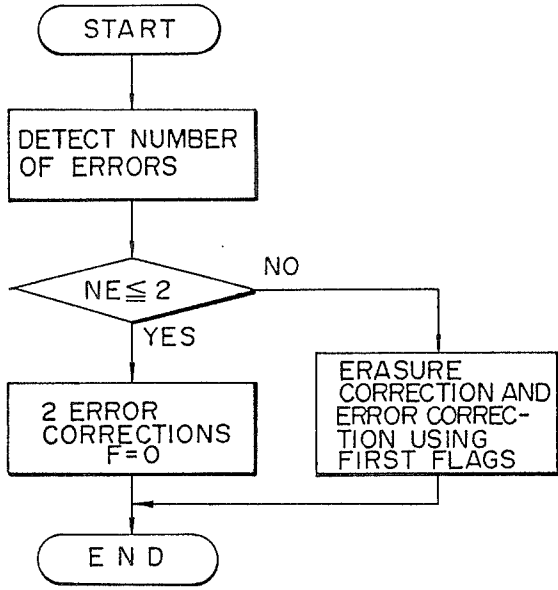 START
DETECT NUMBER
OF ERRORS
NE≦2
NO
YES
2 ERROR
CORRECTIONS
F=0
ERASURE
CORRECTION AND
ERROR CORREC-
TION USING
FIRST FLAGS
END